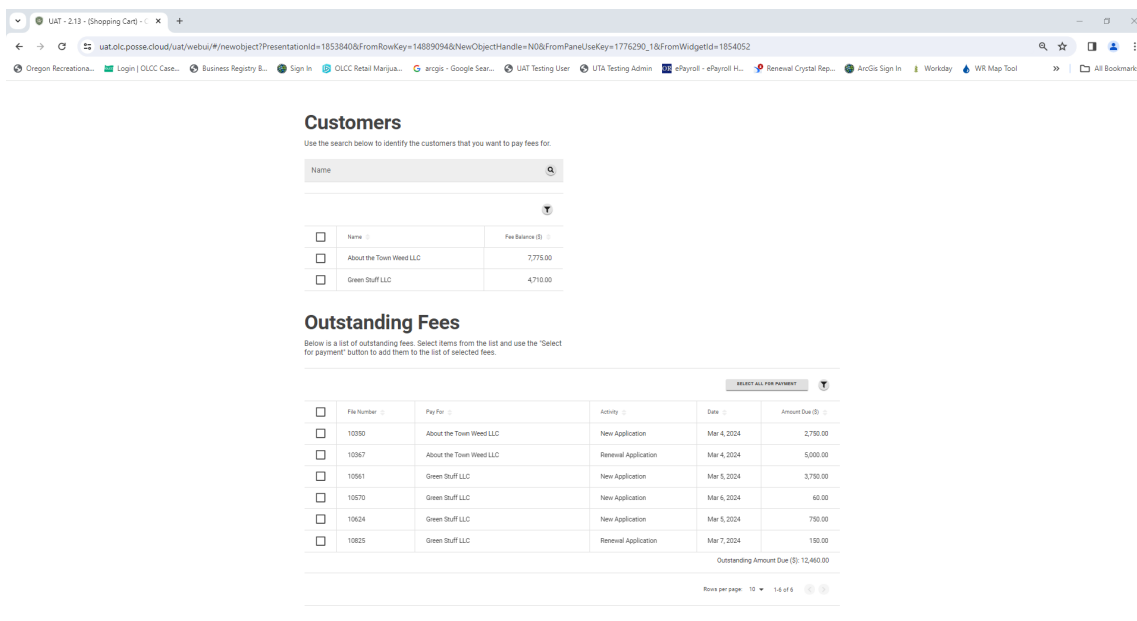 UAT - 2.13 - (Shopping Cart) -
uat.olc.posse.cloud/uat/webui/#/newobject?PresentationId=1853840&FromRowKey=14889094&NewObjectHandle=N0&FromPaneUseKey=1776290_1&FromWidgetId=1854052
Oregon Recreationa... Login | OLCC Case... Business Registry B... Sign In OLCC Retail Marijua... arcgis - Google Sear... UAT Testing User UTA Testing Admin ePayroll - ePayroll H... Renewal Crystal Rep... ArcGis Sign In Workday WR Map Tool » All Bookmark
Customers
Use the search below to identify the customers that you want to pay fees for.
Name
Name Fee Balance ($)
About the Town Weed LLC 7,775.00
Green Stuff LLC 4,710.00
Outstanding Fees
Below is a list of outstanding fees. Select items from the list and use the "Select
for payment" button to add them to the list of selected fees.
SELECT ALL FOR PAYMENT
File Number Pay For Activity Date Amount Due ($)
10350 About the Town Weed LLC New Application Mar 4, 2024 2,750.00
10367 About the Town Weed LLC Renewal Application Mar 4, 2024 5,000.00
10561 Green Stuff LLC New Application Mar 5, 2024 3,750.00
10570 Green Stuff LLC New Application Mar 6, 2024 60.00
10624 Green Stuff LLC New Application Mar 5, 2024 750.00
10825 Green Stuff LLC Renewal Application Mar 7, 2024 150.00
Outstanding Amount Due ($): 12,460.00
Rows per page: 10 1-6 of 6